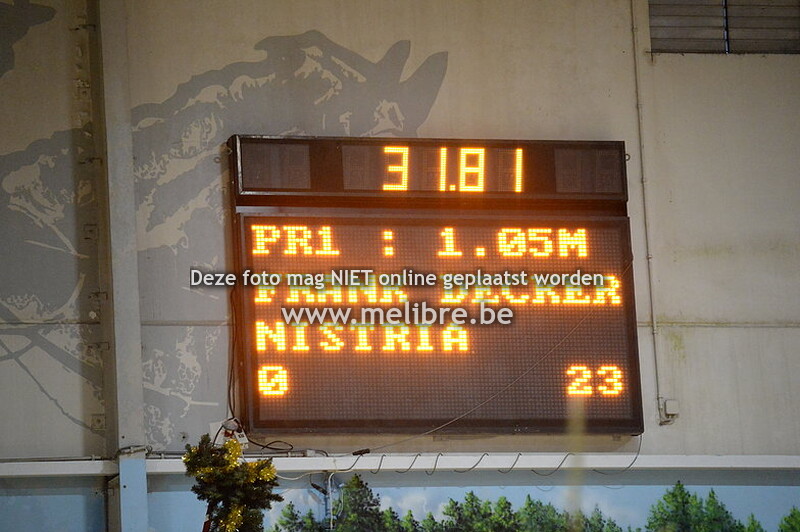 31.81
PR1 : 1.05M
Deze foto mag NIET online geplaatst worden
FRANK DECKER
www.melibre.be
NISTRIA
0 23